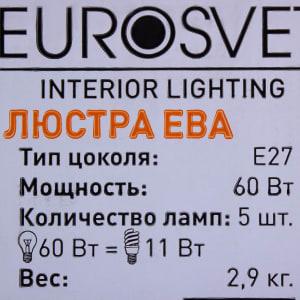 EUROSVET
INTERIOR LIGHTING
ЛЮСТРА ЕВА
Тип цоколя: E27
Мощность: 60 Вт
Количество ламп: 5 шт.
60 Вт = 11 Вт
Вес: 2,9 кг.